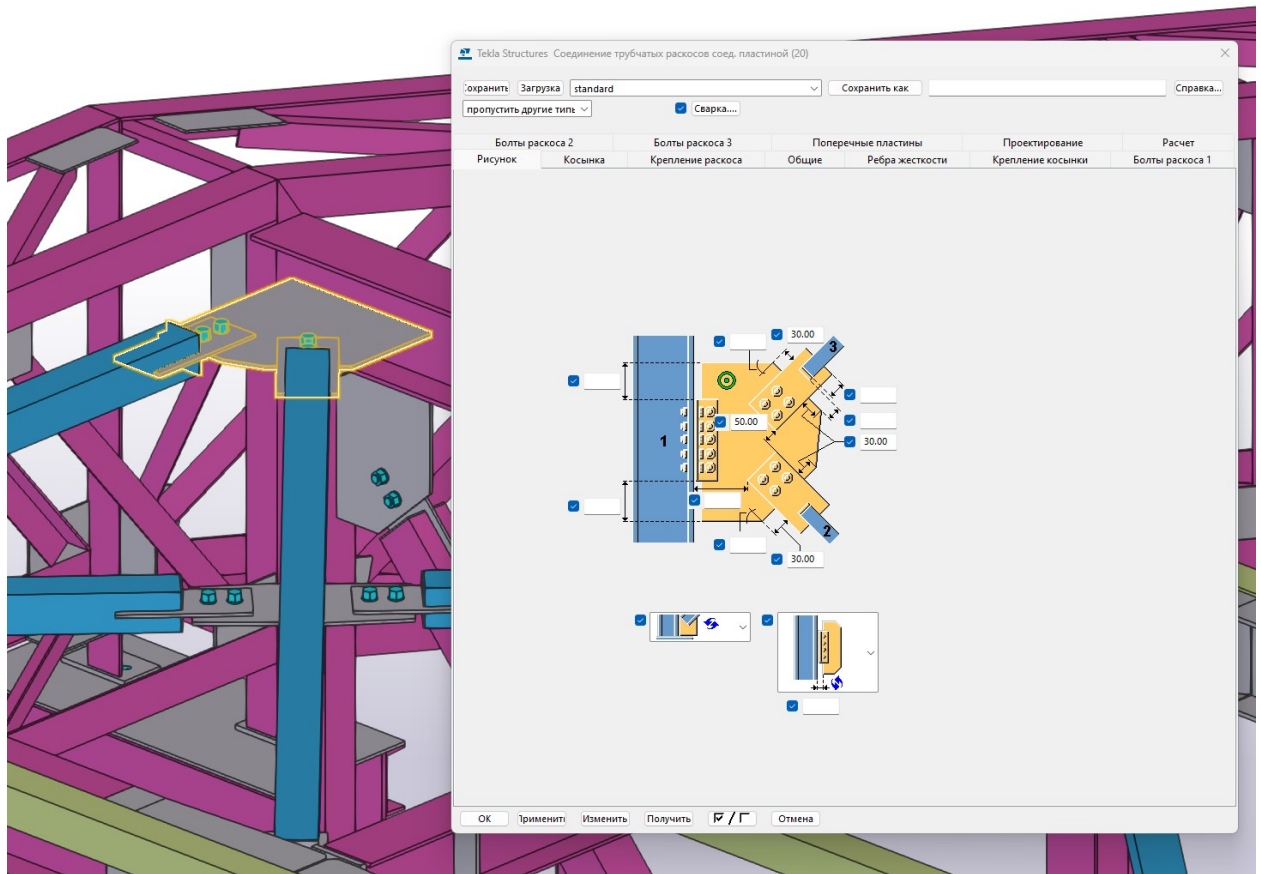 Tekla Structures Соединение трубчатых раскосов соед. пластиной (20)
Сохранить Загрузка standard Сохранить как Справка...
пропустить другие типы Сварка....
Болты раскоса 2 Болты раскоса 3 Поперечные пластины Проектирование Расчет
Рисунок Косынка Крепление раскоса Общие Ребра жесткости Крепление косынки Болты раскоса 1
30.00
3
50.00
1
30.00
2
30.00
ОК Применить Изменить Получить / Отмена